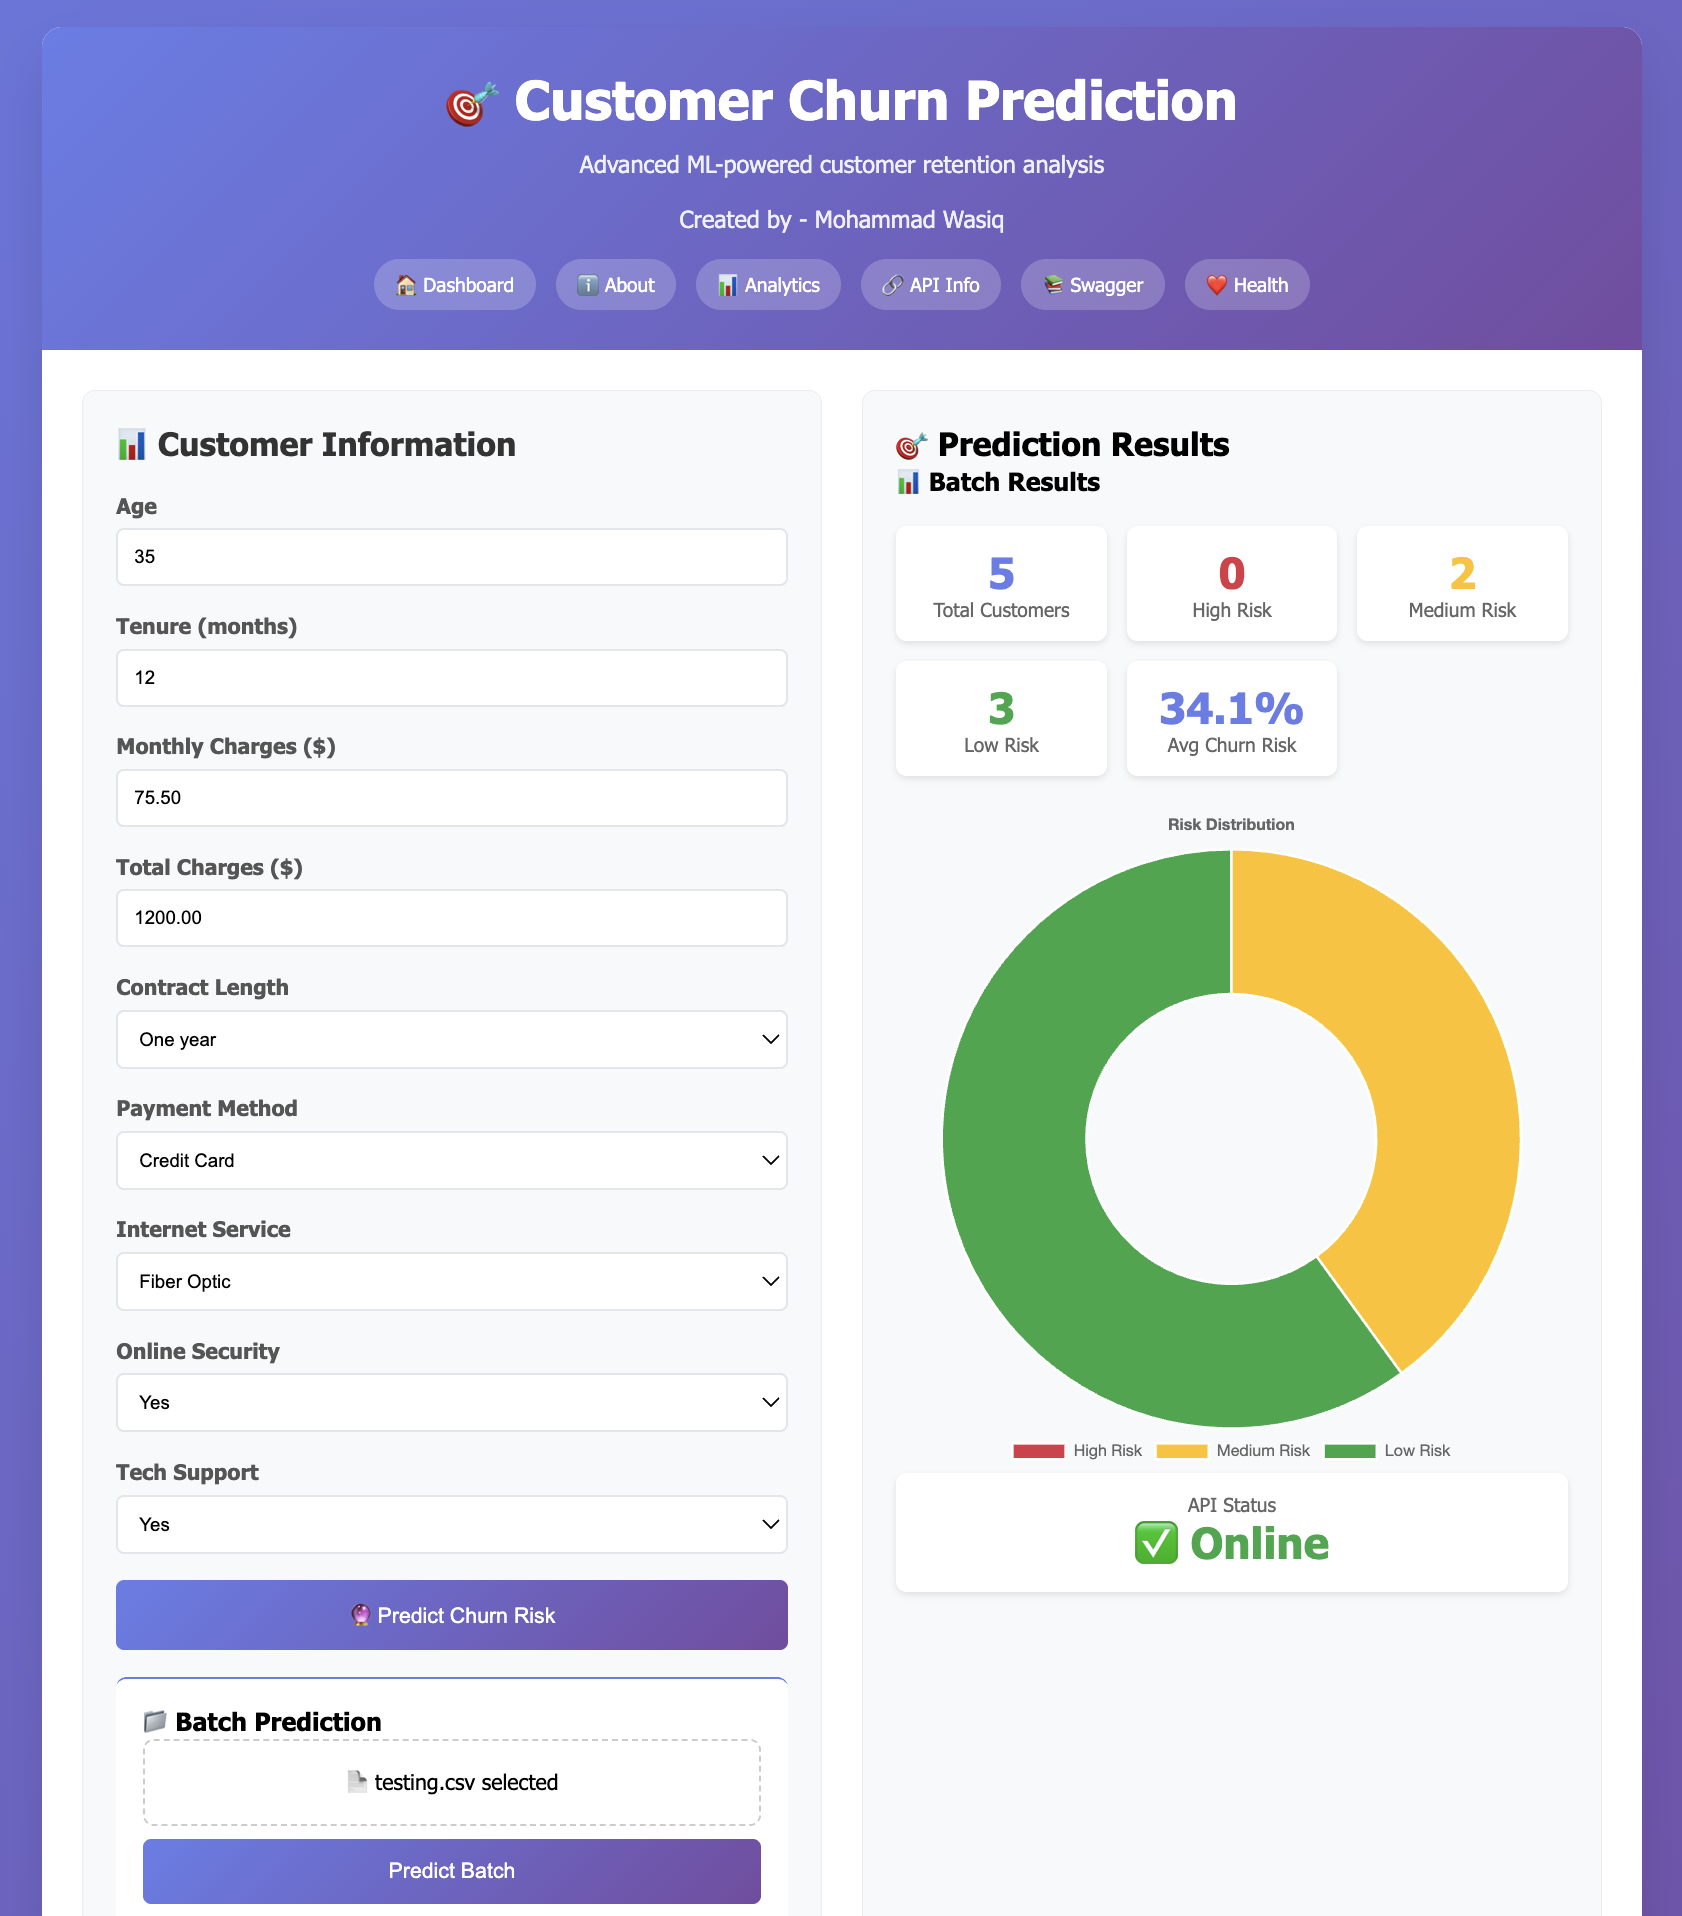 🎯 Customer Churn Prediction
Advanced ML-powered customer retention analysis
Created by - Mohammad Wasiq
🏠 Dashboard
ℹ️ About
📊 Analytics
🔗 API Info
📚 Swagger
❤️ Health
📊 Customer Information
Age
35
Tenure (months)
12
Monthly Charges ($)
75.50
Total Charges ($)
1200.00
Contract Length
One year
Payment Method
Credit Card
Internet Service
Fiber Optic
Online Security
Yes
Tech Support
Yes
🔮 Predict Churn Risk
📁 Batch Prediction
📄 testing.csv selected
Predict Batch
🎯 Prediction Results
📊 Batch Results
5
Total Customers
0
High Risk
2
Medium Risk
3
Low Risk
34.1%
Avg Churn Risk
Risk Distribution
High Risk
Medium Risk
Low Risk
API Status
✅ Online